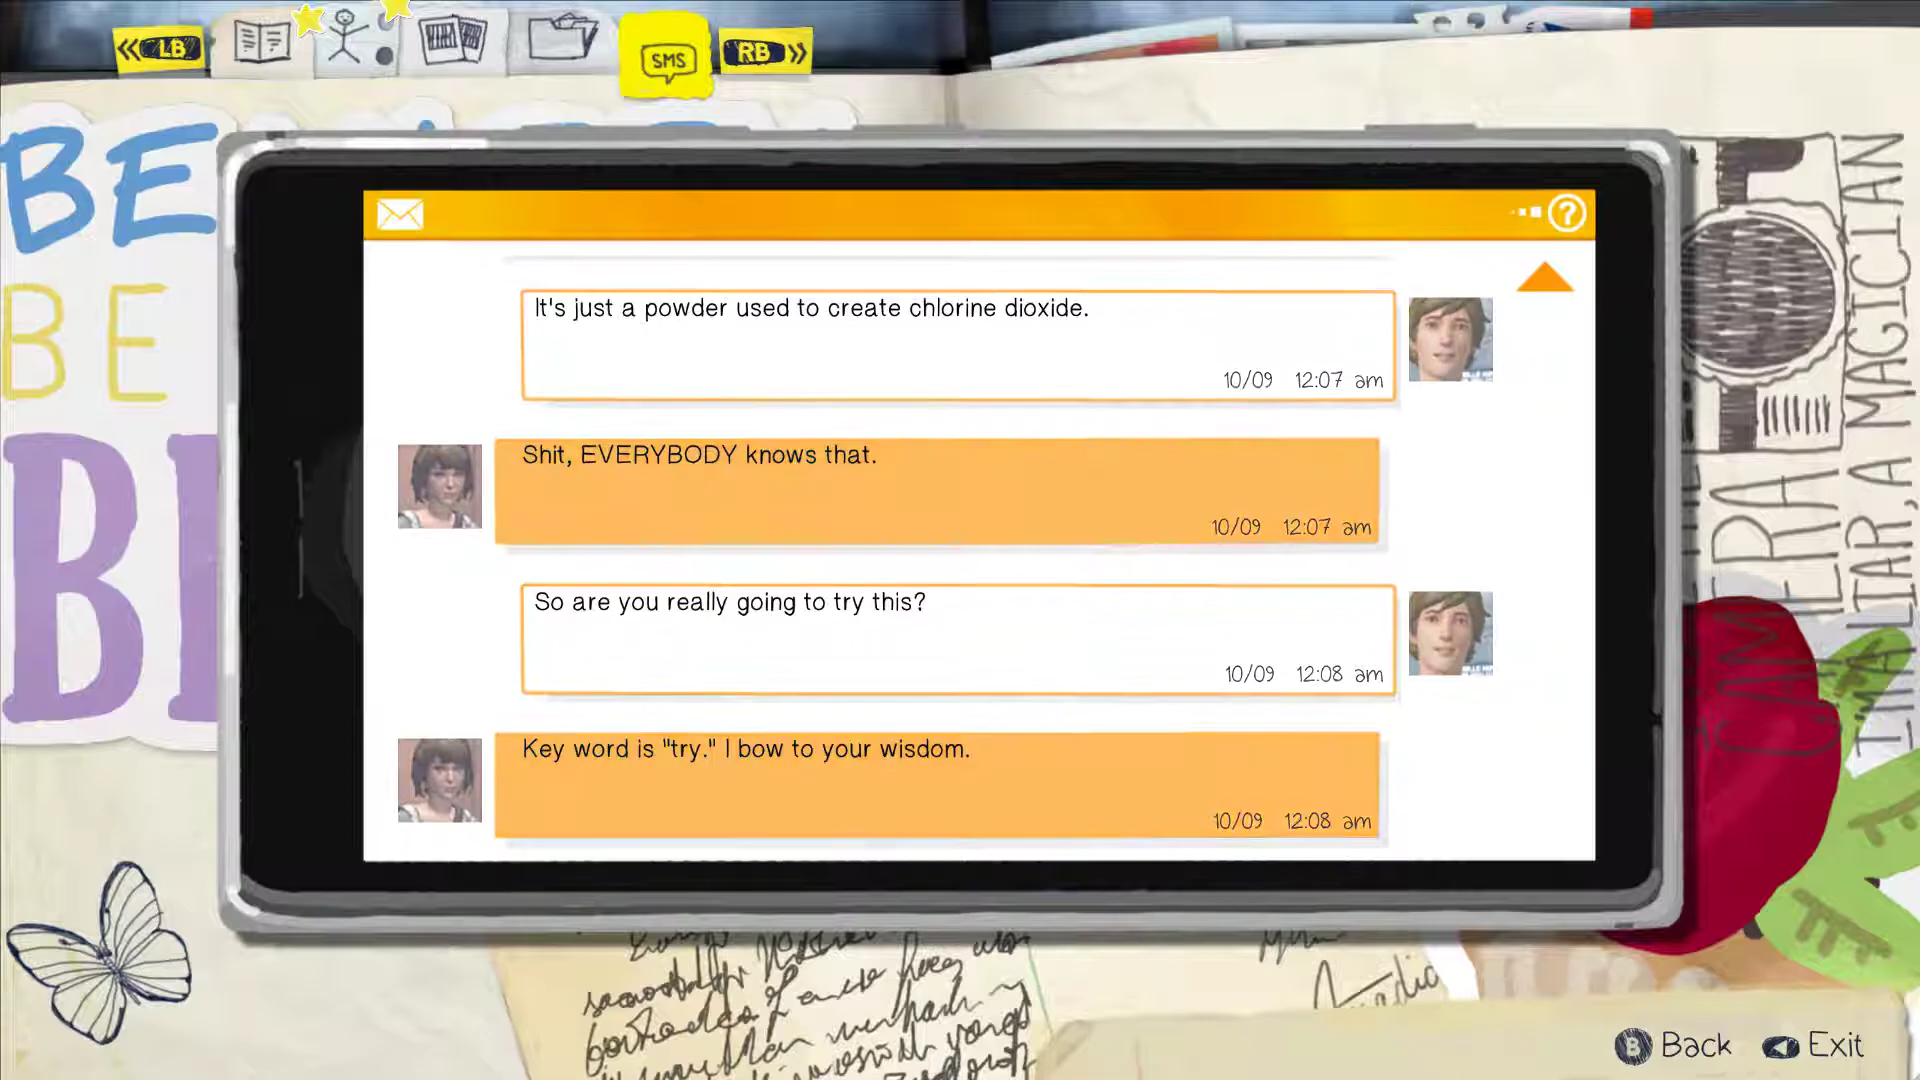 LB
SMS
RB
BE
BE
It's just a powder used to create chlorine dioxide.
10/09 12:07 am
Shit, EVERYBODY knows that.
10/09 12:07 am
So are you really going to try this?
10/09 12:08 am
Key word is "try." I bow to your wisdom.
10/09 12:08 am
CAMERA
LIAR, A MAGICIAN
B Back
Exit